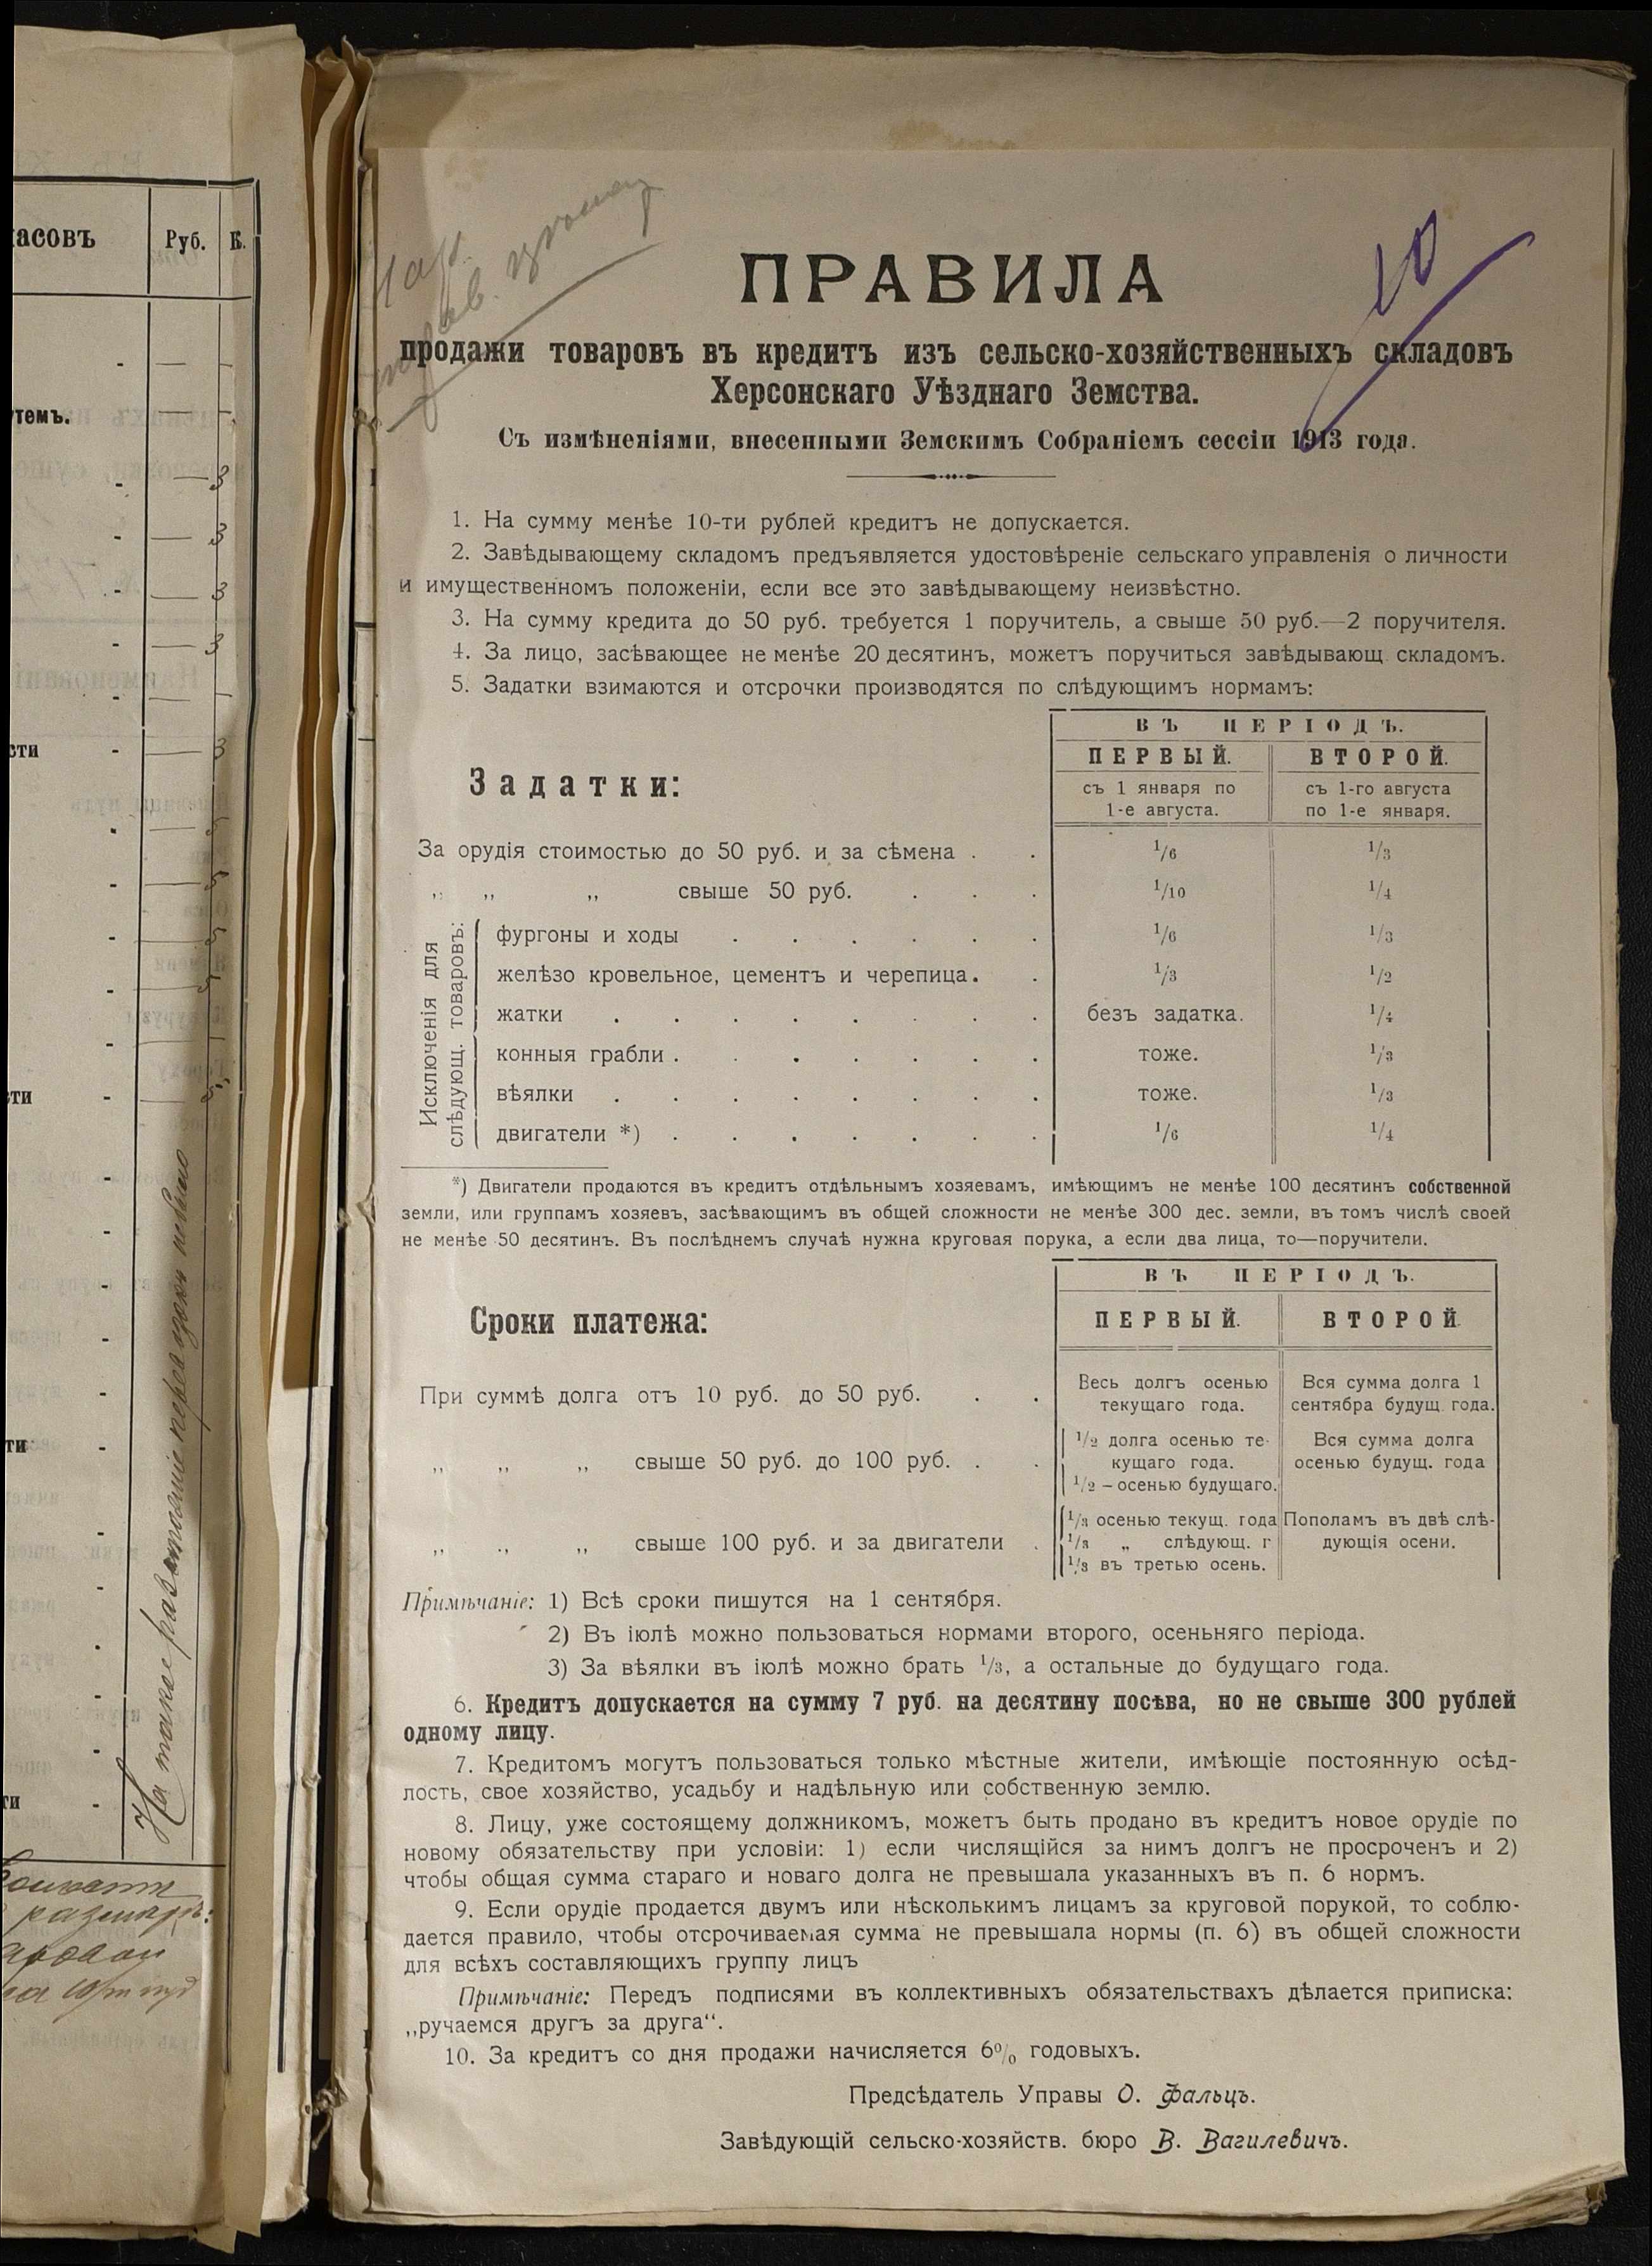 асовъ
Руб.
К.
утемъ.
сти
сти
ти
ти
На такое разстояніе перевозки не было
ПРАВИЛА
продажи товаровъ въ кредитъ изъ сельско-хозяйственныхъ складовъ
Херсонскаго Уѣзднаго Земства.
Съ измѣненіями, внесенными Земскимъ Собраніемъ сессіи 1913 года.
1. На сумму менѣе 10-ти рублей кредитъ не допускается.
2. Завѣдывающему складомъ предъявляется удостовѣреніе сельскаго управленія о личности
и имущественномъ положеніи, если все это завѣдывающему неизвѣстно.
3. На сумму кредита до 50 руб. требуется 1 поручитель, а свыше 50 руб.—2 поручителя.
4. За лицо, засѣвающее не менѣе 20 десятинъ, можетъ поручиться завѣдывающ. складомъ.
5. Задатки взимаются и отсрочки производятся по слѣдующимъ нормамъ:
Задатки:
ВЪ ПЕРІОДЪ.
ПЕРВЫЙ. ВТОРОЙ.
съ 1 января по съ 1-го августа
1-е августа. по 1-е января.
За орудія стоимостью до 50 руб. и за сѣмена . . 1/6 1/3
„ „ „ свыше 50 руб. . . . 1/10 1/4
Исключенія для
слѣдующ. товаровъ:
фургоны и ходы . . . . . . 1/6 1/3
желѣзо кровельное, цементъ и черепица. . 1/3 1/2
жатки . . . . . . . . безъ задатка. 1/4
конныя грабли . . . . . . . тоже. 1/3
вѣялки . . . . . . . . тоже. 1/3
двигатели *) . . . . . . . 1/6 1/4
*) Двигатели продаются въ кредитъ отдѣльнымъ хозяевамъ, имѣющимъ не менѣе 100 десятинъ собственной
земли, или группамъ хозяевъ, засѣвающимъ въ общей сложности не менѣе 300 дес. земли, въ томъ числѣ своей
не менѣе 50 десятинъ. Въ послѣднемъ случаѣ нужна круговая порука, а если два лица, то—поручители.
Сроки платежа:
ВЪ ПЕРІОДЪ.
ПЕРВЫЙ. ВТОРОЙ.
При суммѣ долга отъ 10 руб. до 50 руб. . .
Весь долгъ осенью
текущаго года.
Вся сумма долга 1
сентября будущ. года.
„ „ „ свыше 50 руб. до 100 руб. . .
1/2 долга осенью те-
кущаго года.
1/2 – осенью будущаго.
Вся сумма долга
осенью будущ. года
„ „ „ свыше 100 руб. и за двигатели .
1/3 осенью текущ. года
1/3 „ слѣдующ. г
1/3 въ третью осень.
Пополамъ въ двѣ слѣ-
дующія осени.
Примѣчаніе: 1) Всѣ сроки пишутся на 1 сентября.
2) Въ іюлѣ можно пользоваться нормами второго, осеньняго періода.
3) За вѣялки въ іюлѣ можно брать 1/3, а остальные до будущаго года.
6. Кредитъ допускается на сумму 7 руб. на десятину посѣва, но не свыше 300 рублей
одному лицу.
7. Кредитомъ могутъ пользоваться только мѣстные жители, имѣющіе постоянную осѣд-
лость, свое хозяйство, усадьбу и надѣльную или собственную землю.
8. Лицу, уже состоящему должникомъ, можетъ быть продано въ кредитъ новое орудіе по
новому обязательству при условіи: 1) если числящійся за нимъ долгъ не просроченъ и 2)
чтобы общая сумма стараго и новаго долга не превышала указанныхъ въ п. 6 нормъ.
9. Если орудіе продается двумъ или нѣсколькимъ лицамъ за круговой порукой, то соблю-
дается правило, чтобы отсрочиваемая сумма не превышала нормы (п. 6) въ общей сложности
для всѣхъ составляющихъ группу лицъ
Примѣчаніе: Передъ подписями въ коллективныхъ обязательствахъ дѣлается приписка:
„ручаемся другъ за друга“.
10. За кредитъ со дня продажи начисляется 6% годовыхъ.
Предсѣдатель Управы О. Фальцъ.
Завѣдующій сельско-хозяйств. бюро В. Вагилевичъ.